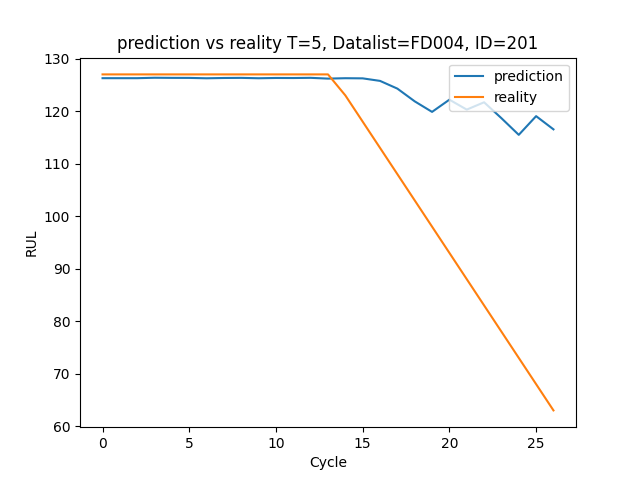 prediction vs reality T=5, Datalist=FD004, ID=201
130
120
110
100
90
80
70
60
RUL
prediction
reality
0 5 10 15 20 25
Cycle